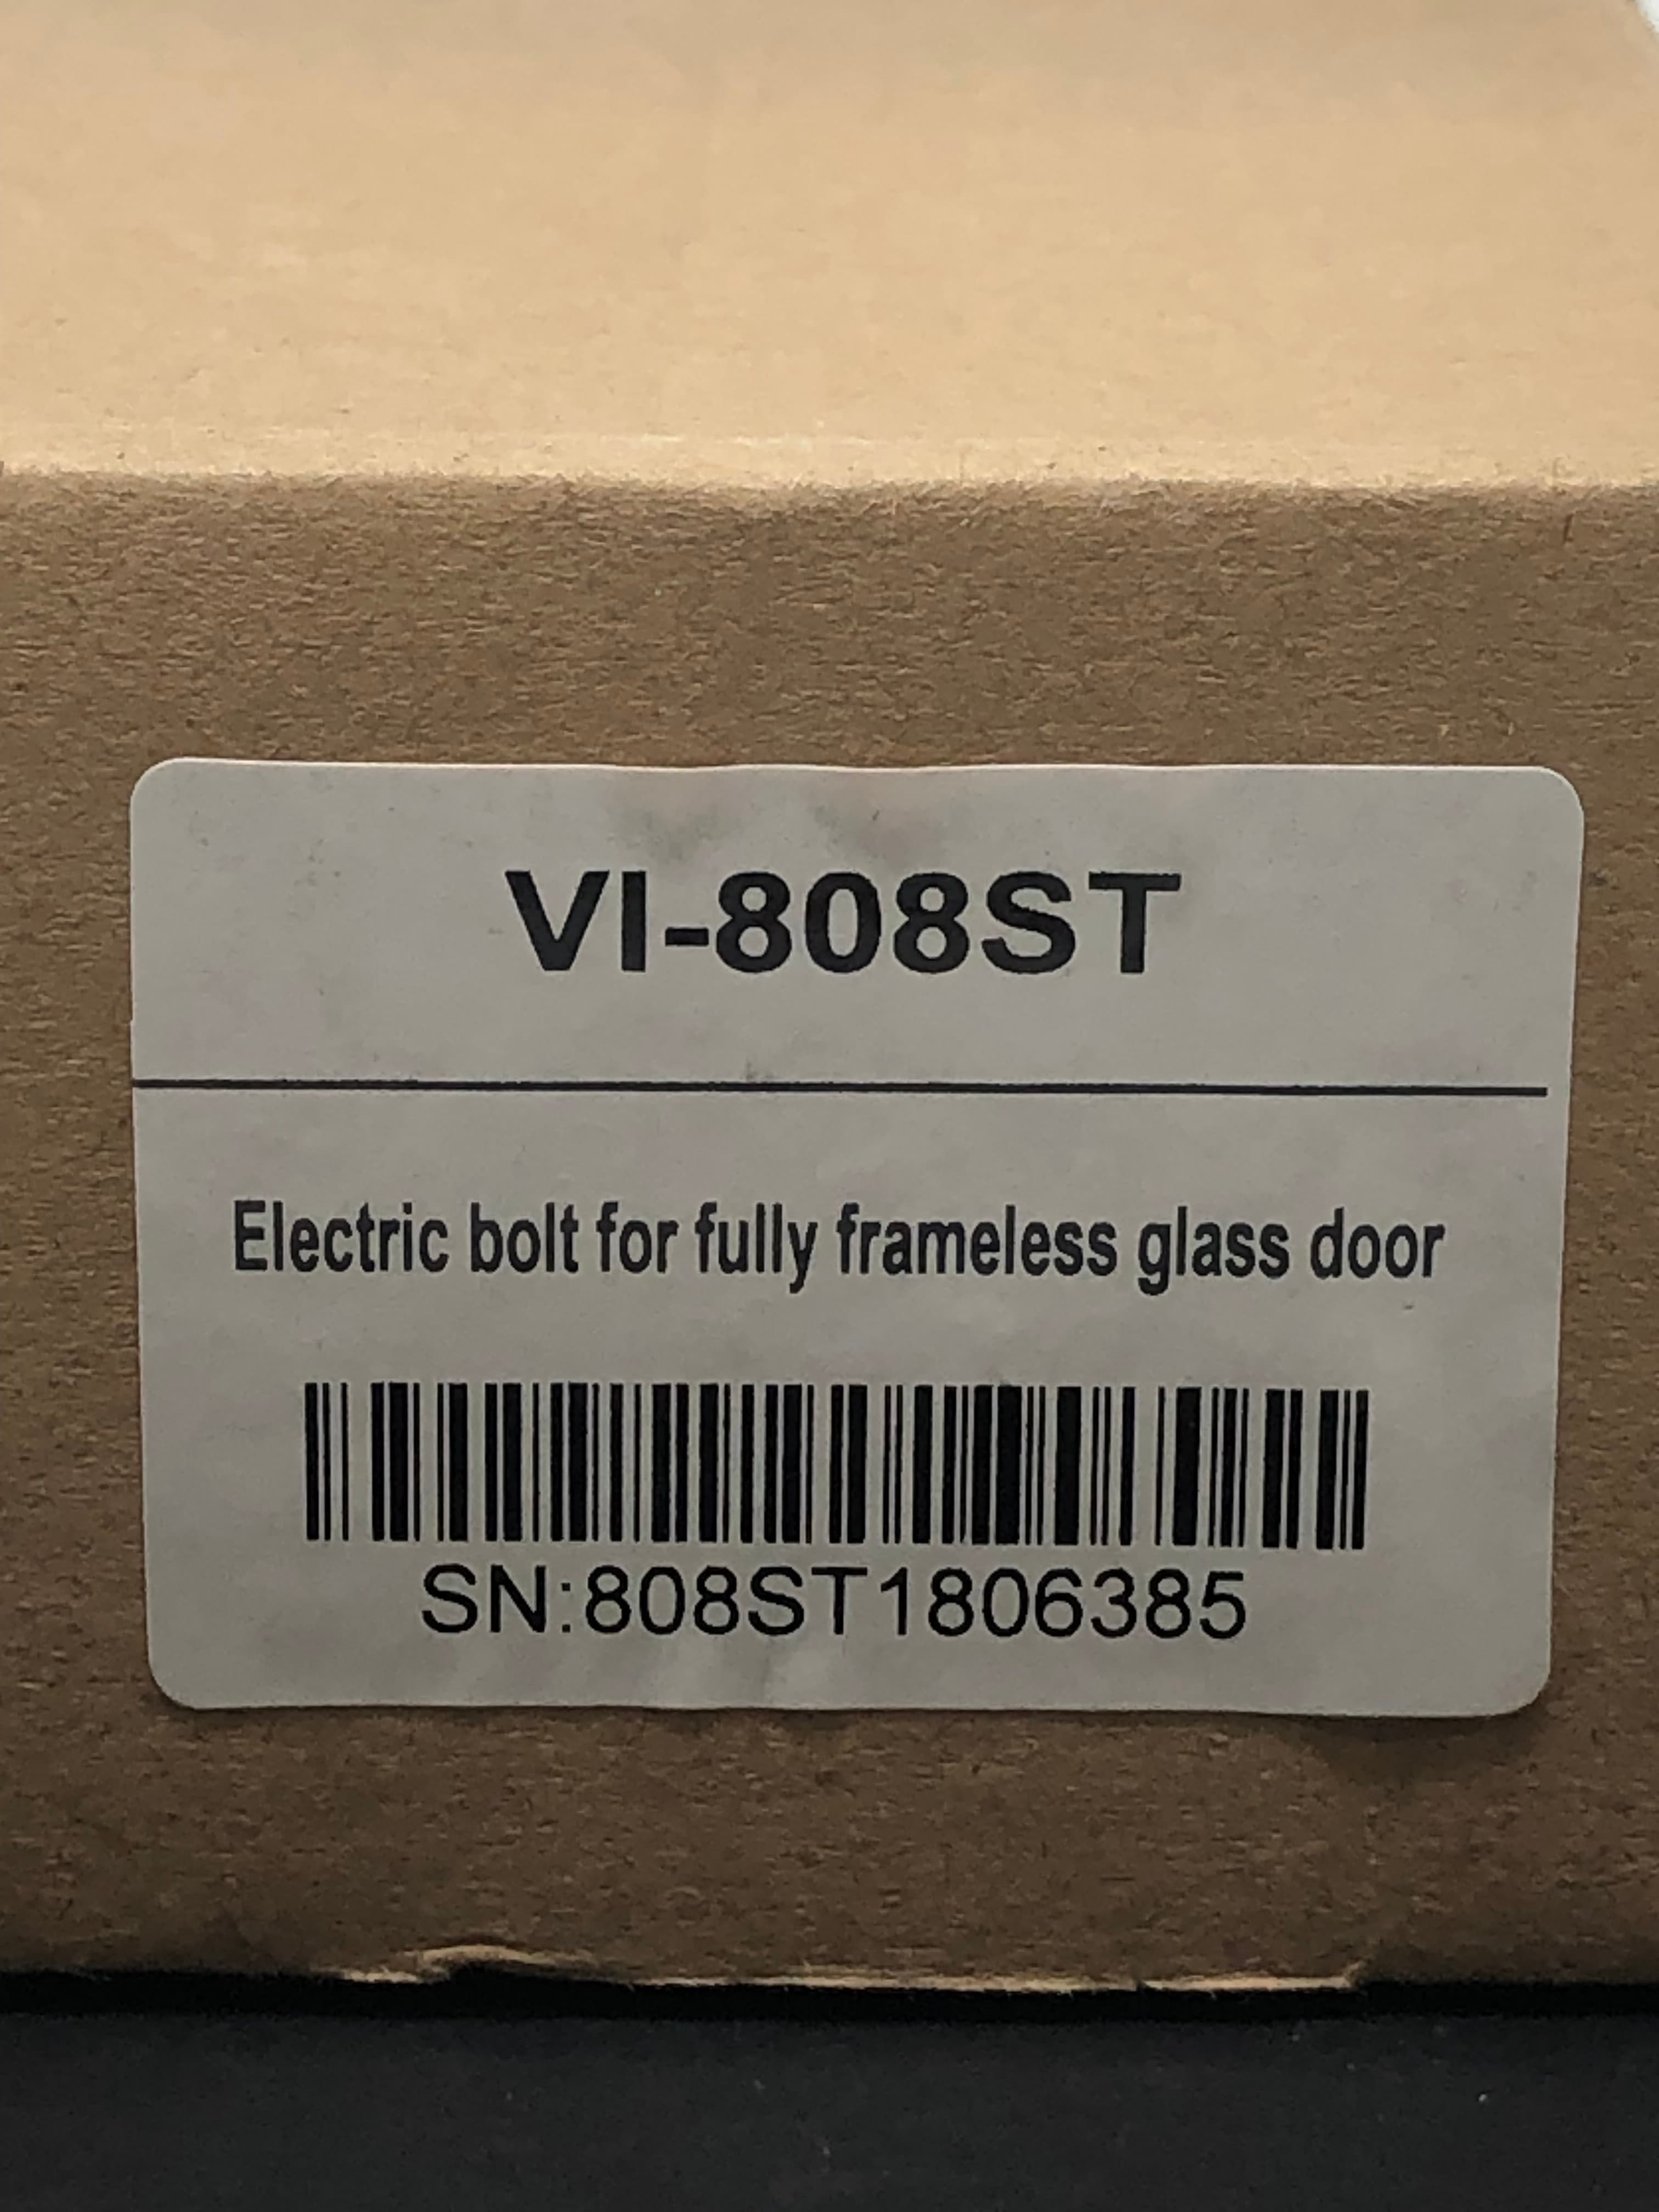 VI-808ST
Electric bolt for fully frameless glass door
SN:808ST1806385